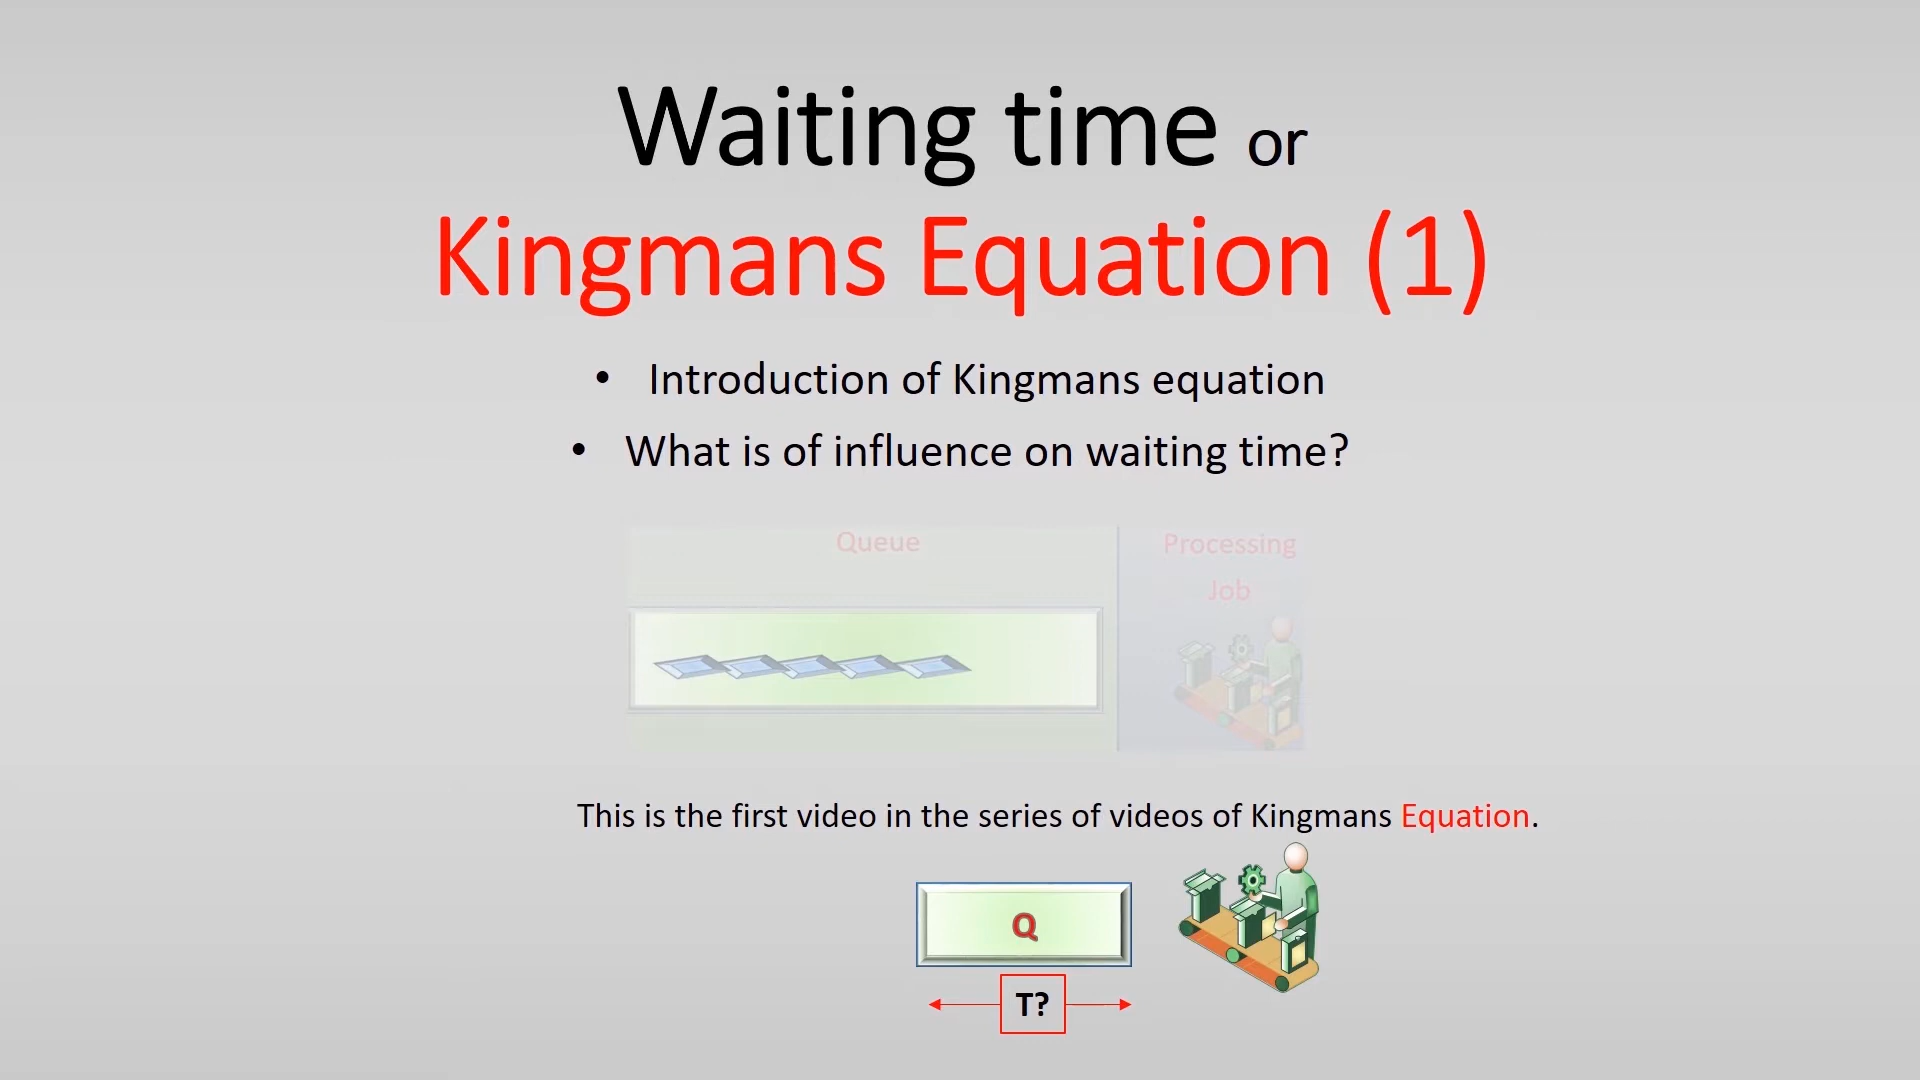 Waiting time or
Kingmans Equation (1)
• Introduction of Kingmans equation
• What is of influence on waiting time?
Queue
Processing
Job
This is the first video in the series of videos of Kingmans Equation.
Q
T?